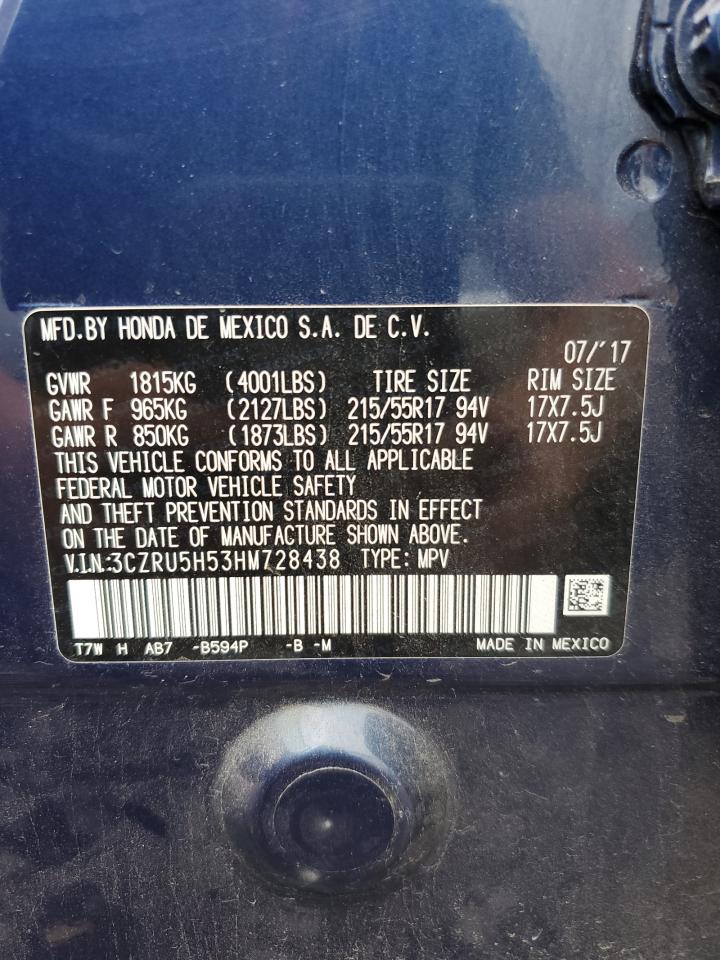 MFD.BY HONDA DE MEXICO S.A. DE C.V.
07/'17
GVWR 1815KG (4001LBS) TIRE SIZE RIM SIZE
GAWR F 965KG (2127LBS) 215/55R17 94V 17X7.5J
GAWR R 850KG (1873LBS) 215/55R17 94V 17X7.5J
THIS VEHICLE CONFORMS TO ALL APPLICABLE
FEDERAL MOTOR VEHICLE SAFETY
AND THEFT PREVENTION STANDARDS IN EFFECT
ON THE DATE OF MANUFACTURE SHOWN ABOVE.
V.I.N.:3CZRU5H53HM728438 TYPE: MPV
T7W H AB7 -B594P -B -M MADE IN MEXICO